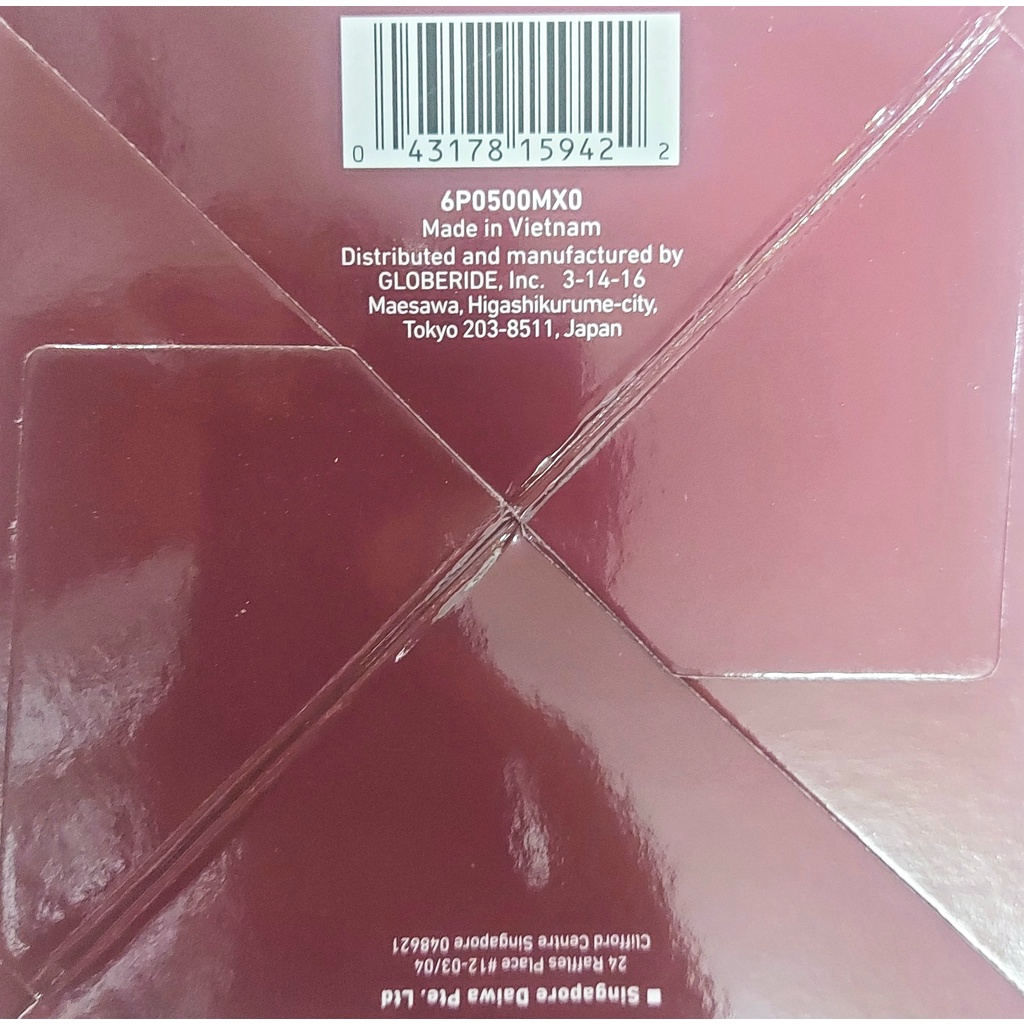 0 43178 15942 2
6P0500MX0
Made in Vietnam
Distributed and manufactured by
GLOBERIDE, Inc. 3-14-16
Maesawa, Higashikurume-city,
Tokyo 203-8511, Japan
■ Singapore Daiwa Pte. Ltd
24 Raffles Place #12-03/04
Clifford Centre Singapore 048621